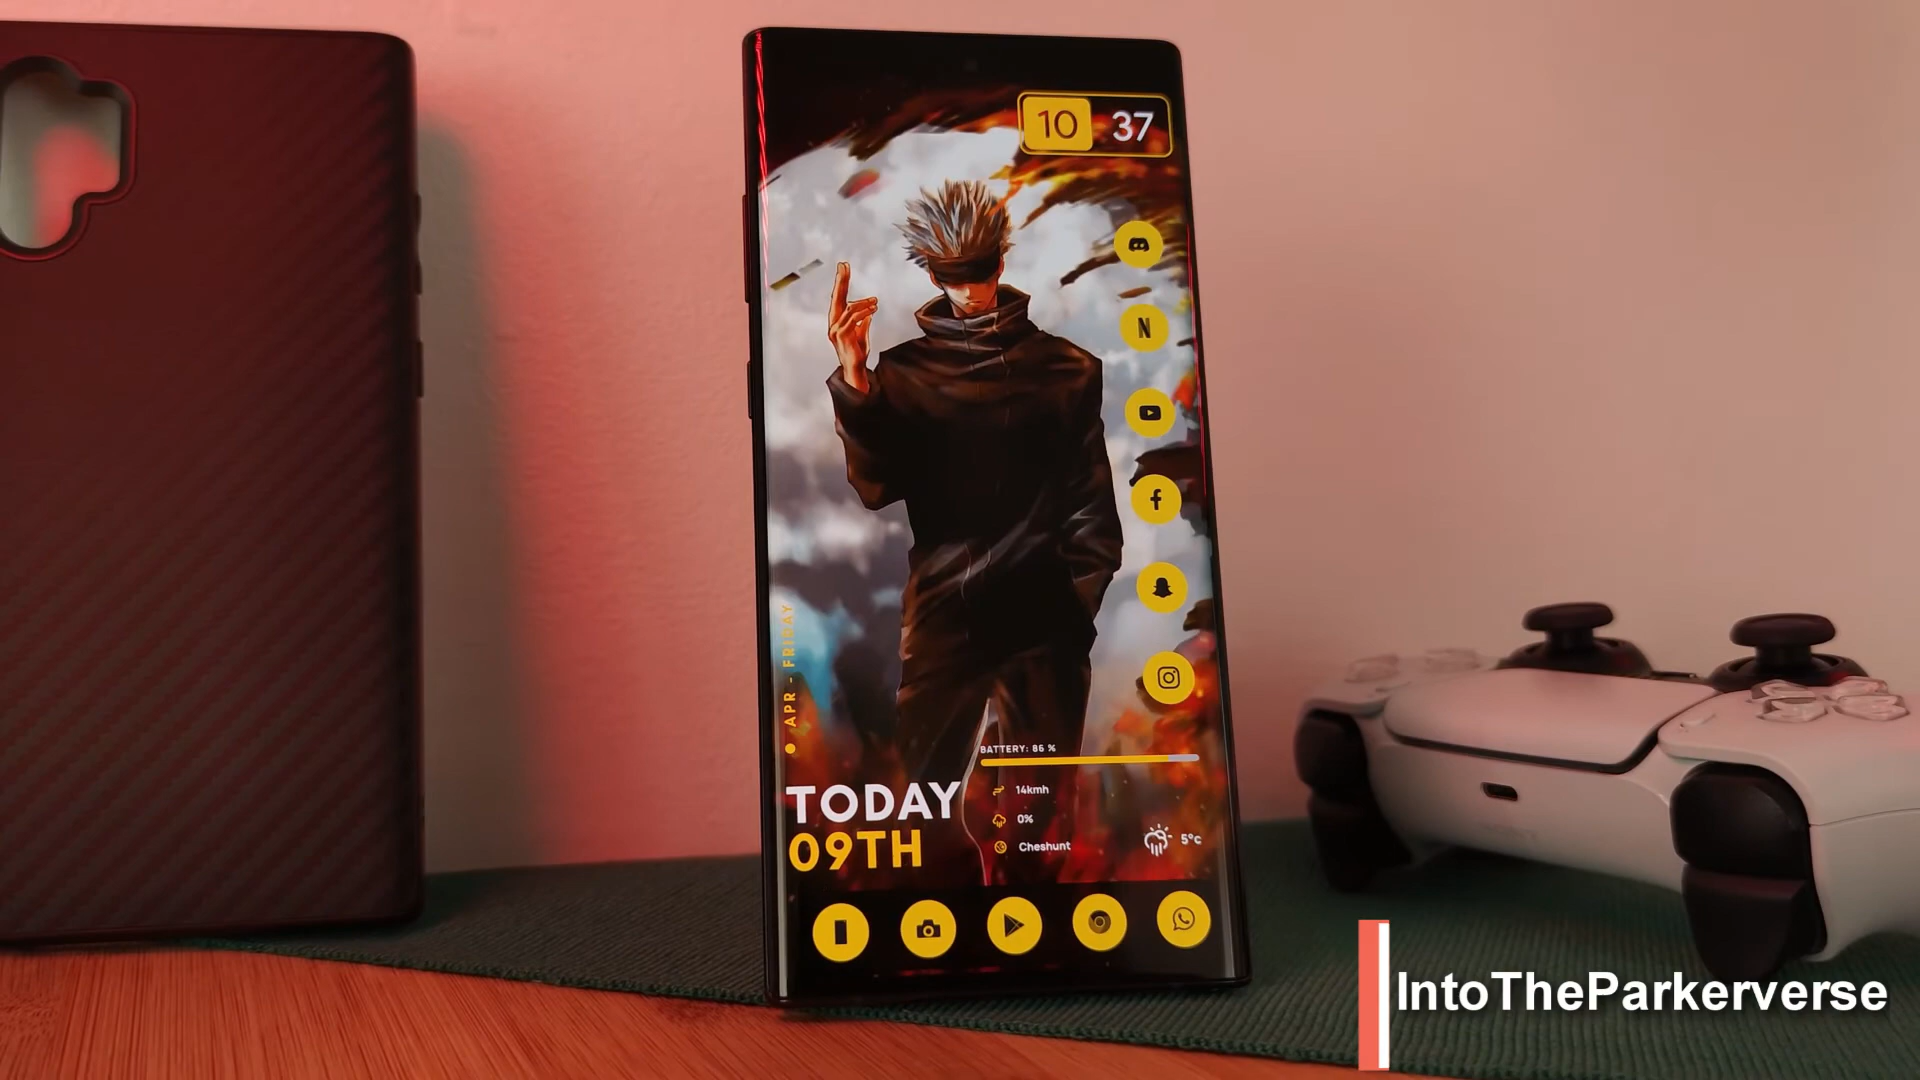 10 37
N
f
APR - FRIDAY
BATTERY: 86 %
14kmh
0%
Cheshunt
5°c
TODAY
09TH
IntoTheParkerverse